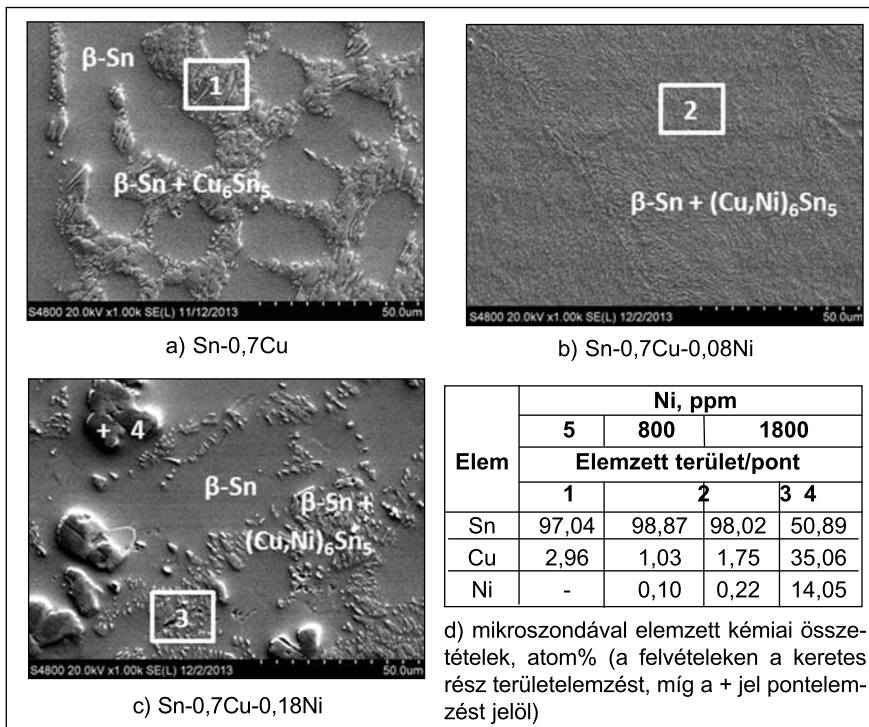 β-Sn
1
β-Sn + Cu6Sn5
S4800 20.0kV x1.00k SE(L) 11/12/2013 50.0um
a) Sn-0,7Cu
2
β-Sn + (Cu,Ni)6Sn5
S4800 20.0kV x1.00k SE(L) 12/2/2013 50.0um
b) Sn-0,7Cu-0,08Ni
+ 4
β-Sn
β-Sn +
(Cu,Ni)6Sn5
3
S4800 20.0kV x1.00k SE(L) 12/2/2013 50.0um
c) Sn-0,7Cu-0,18Ni
Ni, ppm
5 800 1800
Elem Elemzett terület/pont
1 2 3 4
Sn 97,04 98,87 98,02 50,89
Cu 2,96 1,03 1,75 35,06
Ni - 0,10 0,22 14,05
d) mikroszondával elemzett kémiai össze-
tételek, atom% (a felvételeken a keretes
rész területelemzést, míg a + jel pontelem-
zést jelöl)